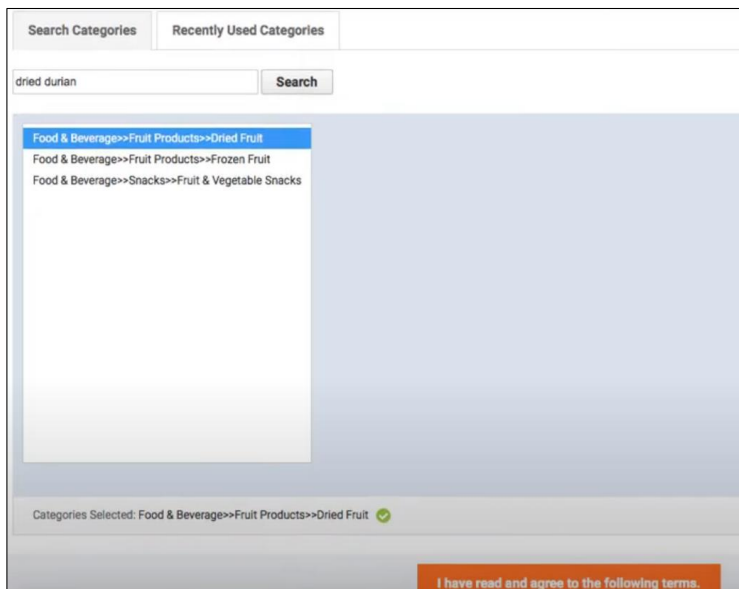 Search Categories
Recently Used Categories
dried durian
Search
Food & Beverage>>Fruit Products>>Dried Fruit
Food & Beverage>>Fruit Products>>Frozen Fruit
Food & Beverage>>Snacks>>Fruit & Vegetable Snacks
Categories Selected: Food & Beverage>>Fruit Products>>Dried Fruit
I have read and agree to the following terms.